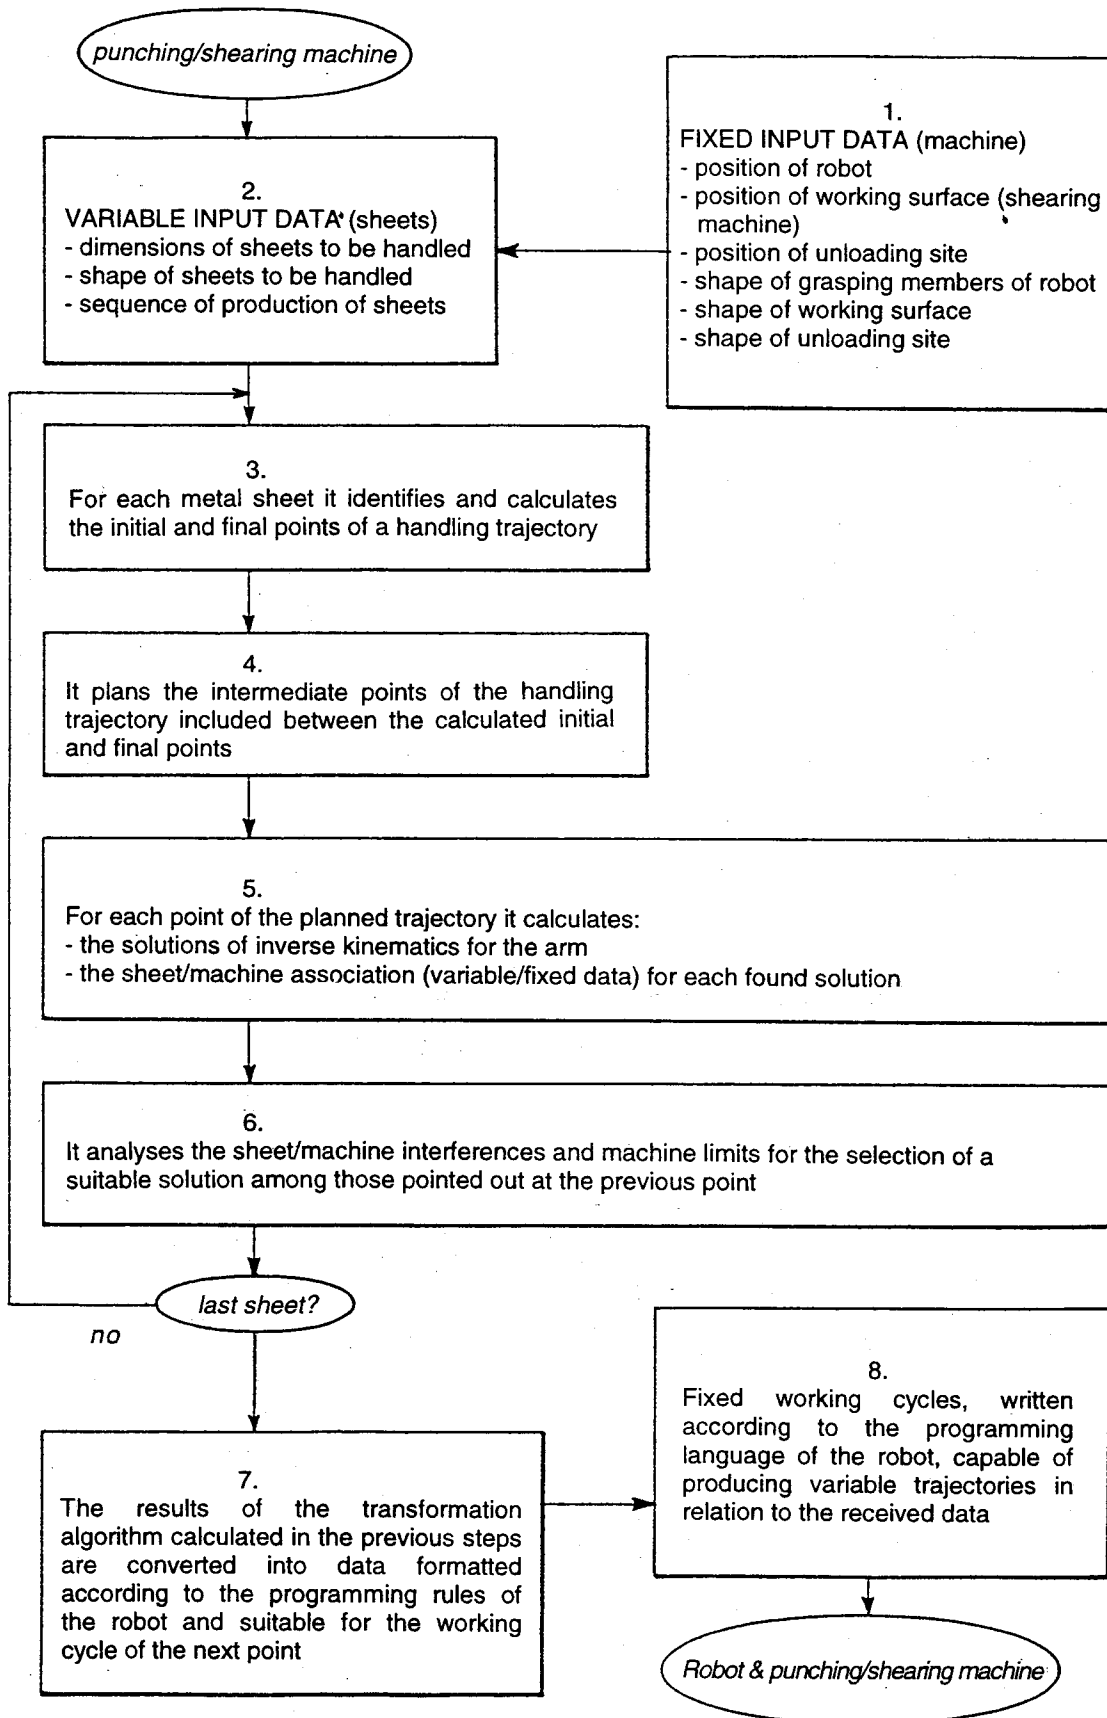 punching/shearing machine
1.
FIXED INPUT DATA (machine)
- position of robot
- position of working surface (shearing
machine)
- position of unloading site
- shape of grasping members of robot
- shape of working surface
- shape of unloading site
2.
VARIABLE INPUT DATA (sheets)
- dimensions of sheets to be handled
- shape of sheets to be handled
- sequence of production of sheets
3.
For each metal sheet it identifies and calculates
the initial and final points of a handling trajectory
4.
It plans the intermediate points of the handling
trajectory included between the calculated initial
and final points
5.
For each point of the planned trajectory it calculates:
- the solutions of inverse kinematics for the arm
- the sheet/machine association (variable/fixed data) for each found solution
6.
It analyses the sheet/machine interferences and machine limits for the selection of a
suitable solution among those pointed out at the previous point
last sheet?
no
7.
The results of the transformation
algorithm calculated in the previous steps
are converted into data formatted
according to the programming rules of
the robot and suitable for the working
cycle of the next point
8.
Fixed working cycles, written
according to the programming
language of the robot, capable of
producing variable trajectories in
relation to the received data
Robot & punching/shearing machine